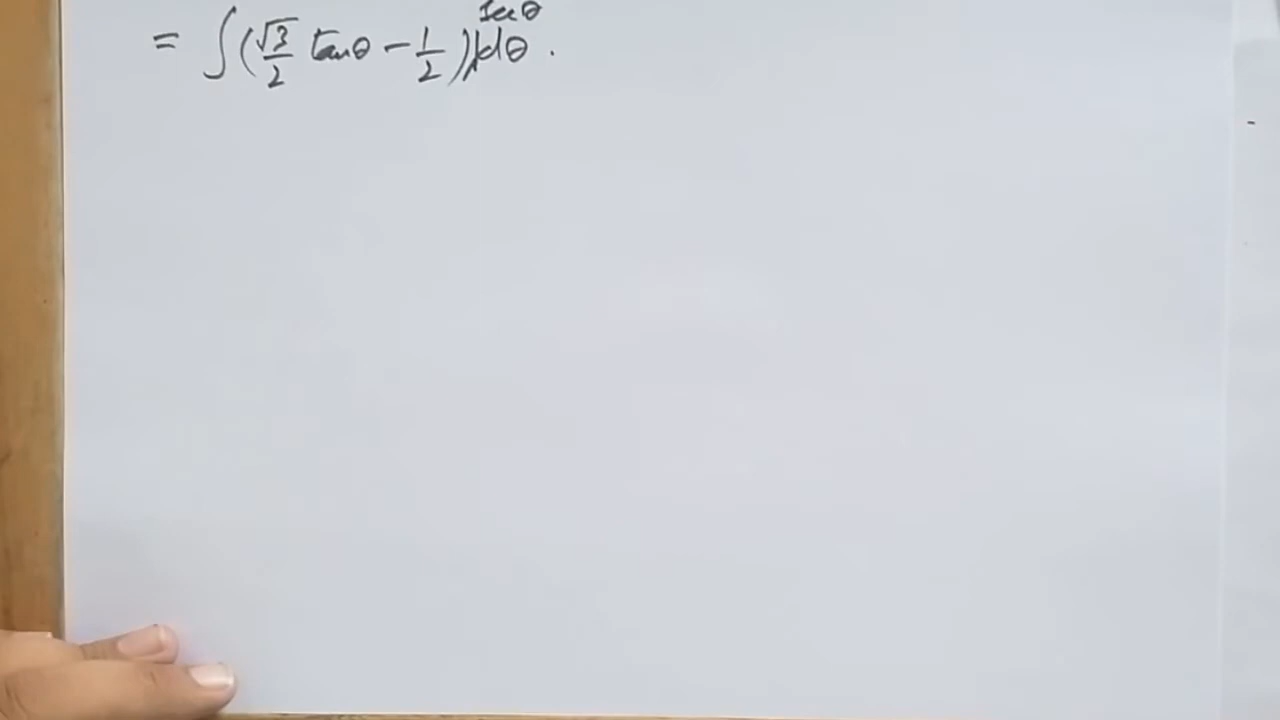 = ∫(√3/2 tanθ − 1/2) secθ dθ.